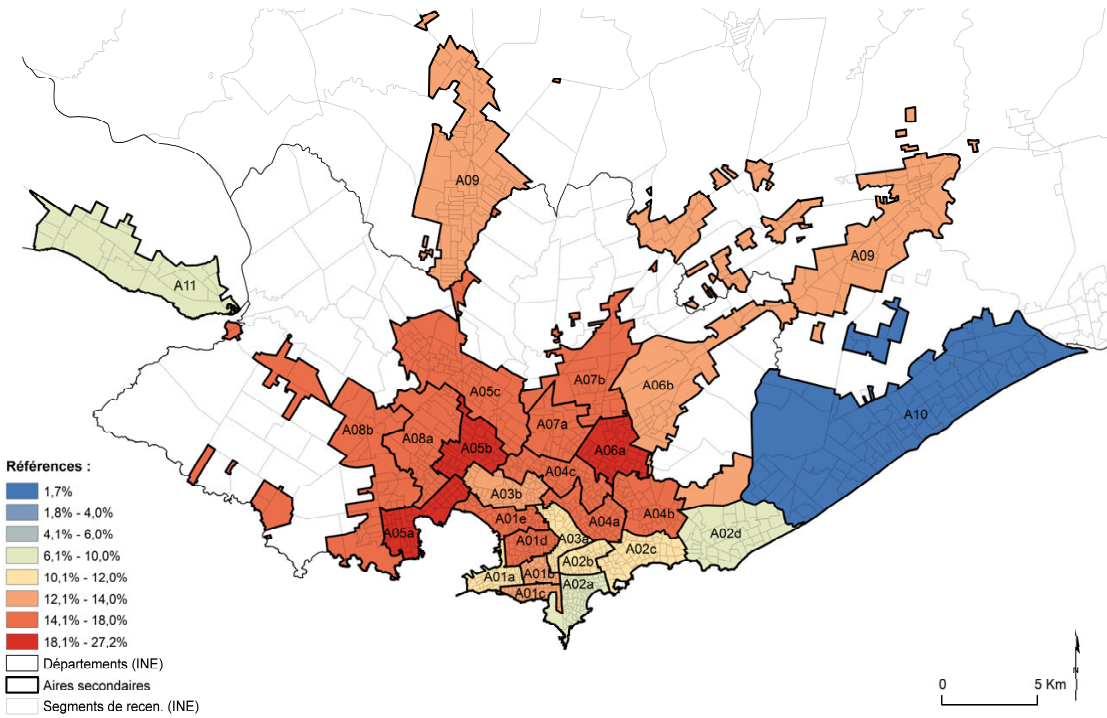 A09
A09
A11
A07b
A06b
A05c
A10
A08b
A08a
A07a
A05b
A06a
A04c
A03b
A01e
A04a
A04b
A05a
A01d
A03a
A02c
A02d
A02b
A01a
A01b
A02a
A01c
Références :
1,7%
1,8% - 4,0%
4,1% - 6,0%
6,1% - 10,0%
10,1% - 12,0%
12,1% - 14,0%
14,1% - 18,0%
18,1% - 27,2%
Départements (INE)
Aires secondaires
Segments de recen. (INE)
0 5 Km